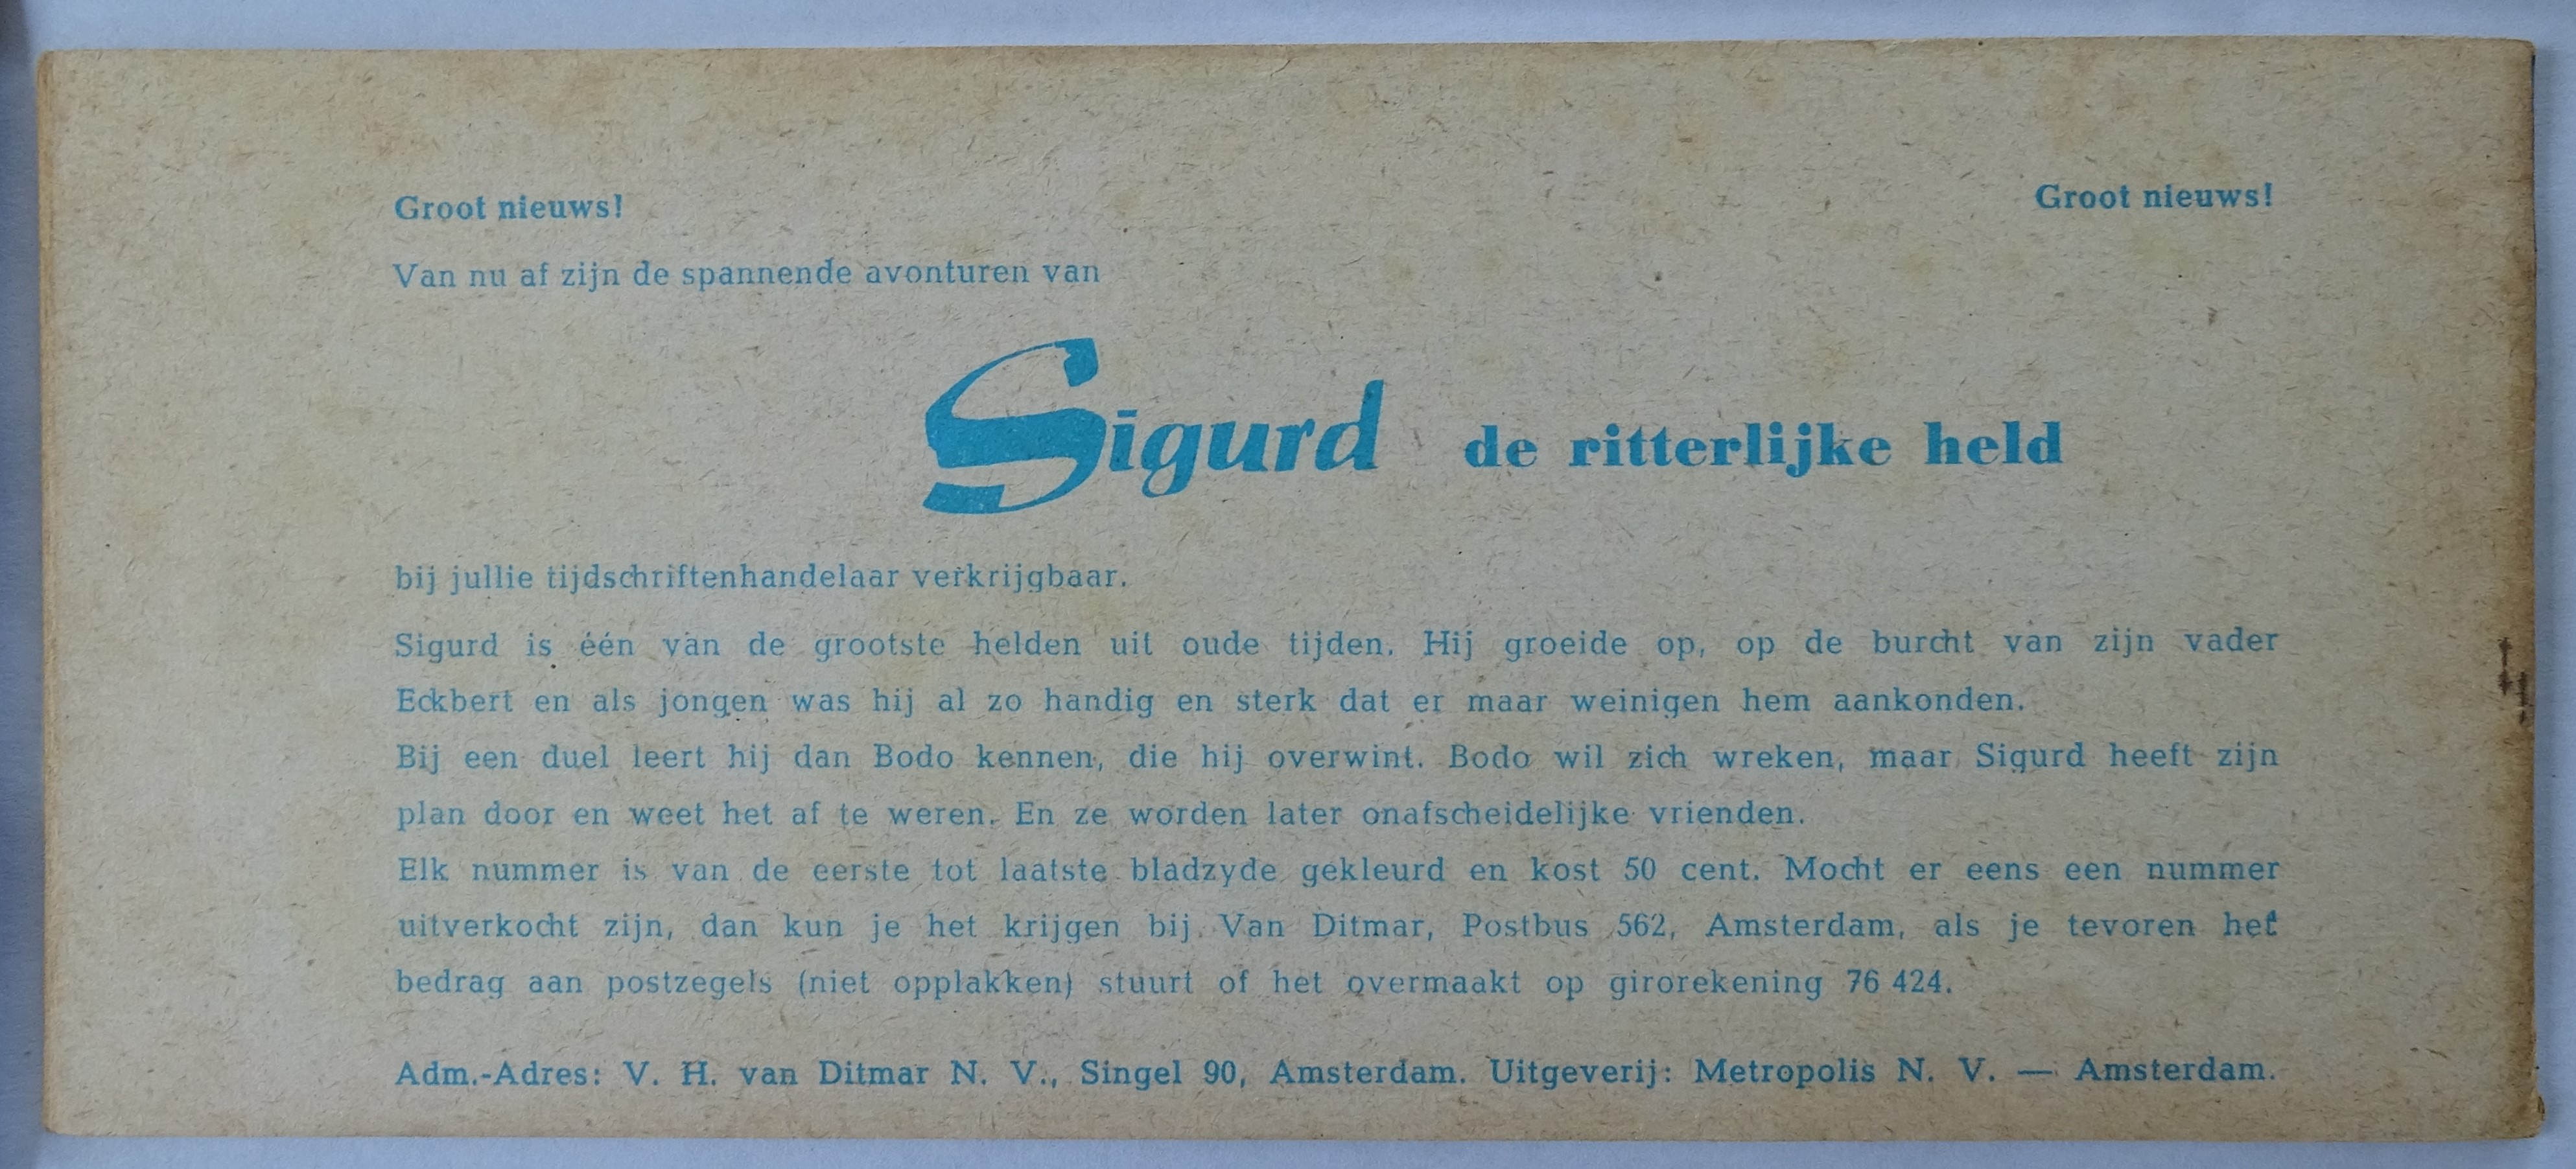 Groot nieuws! Groot nieuws!
Van nu af zijn de spannende avonturen van
Sigurd de ritterlijke held
bij jullie tijdschriftenhandelaar verkrijgbaar.
Sigurd is één van de grootste helden uit oude tijden. Hij groeide op, op de burcht van zijn vader
Eckbert en als jongen was hij al zo handig en sterk dat er maar weinigen hem aankonden.
Bij een duel leert hij dan Bodo kennen, die hij overwint. Bodo wil zich wreken, maar Sigurd heeft zijn
plan door en weet het af te weren. En ze worden later onafscheidelijke vrienden.
Elk nummer is van de eerste tot laatste bladzyde gekleurd en kost 50 cent. Mocht er eens een nummer
uitverkocht zijn, dan kun je het krijgen bij Van Ditmar, Postbus 562, Amsterdam, als je tevoren het
bedrag aan postzegels (niet opplakken) stuurt of het overmaakt op girorekening 76 424.
Adm.-Adres: V. H. van Ditmar N. V., Singel 90, Amsterdam. Uitgeverij: Metropolis N. V. — Amsterdam.